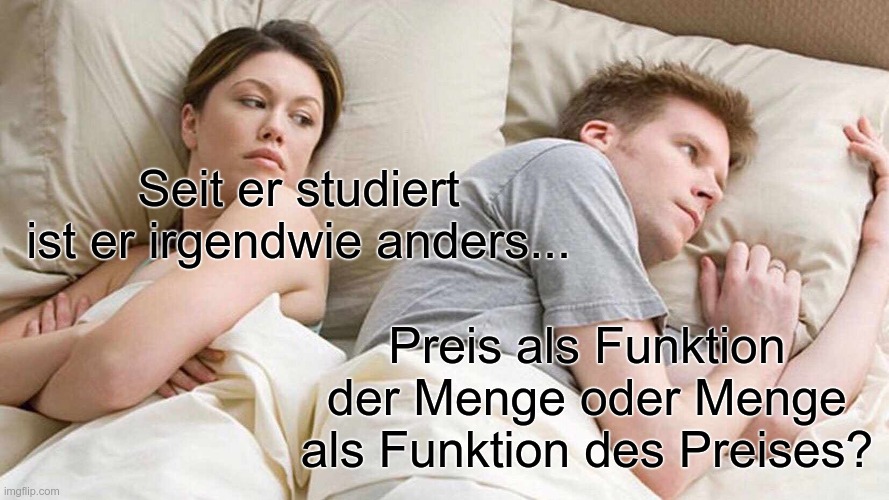 Seit er studiert
ist er irgendwie anders...
Preis als Funktion
der Menge oder Menge
als Funktion des Preises?
imgflip.com